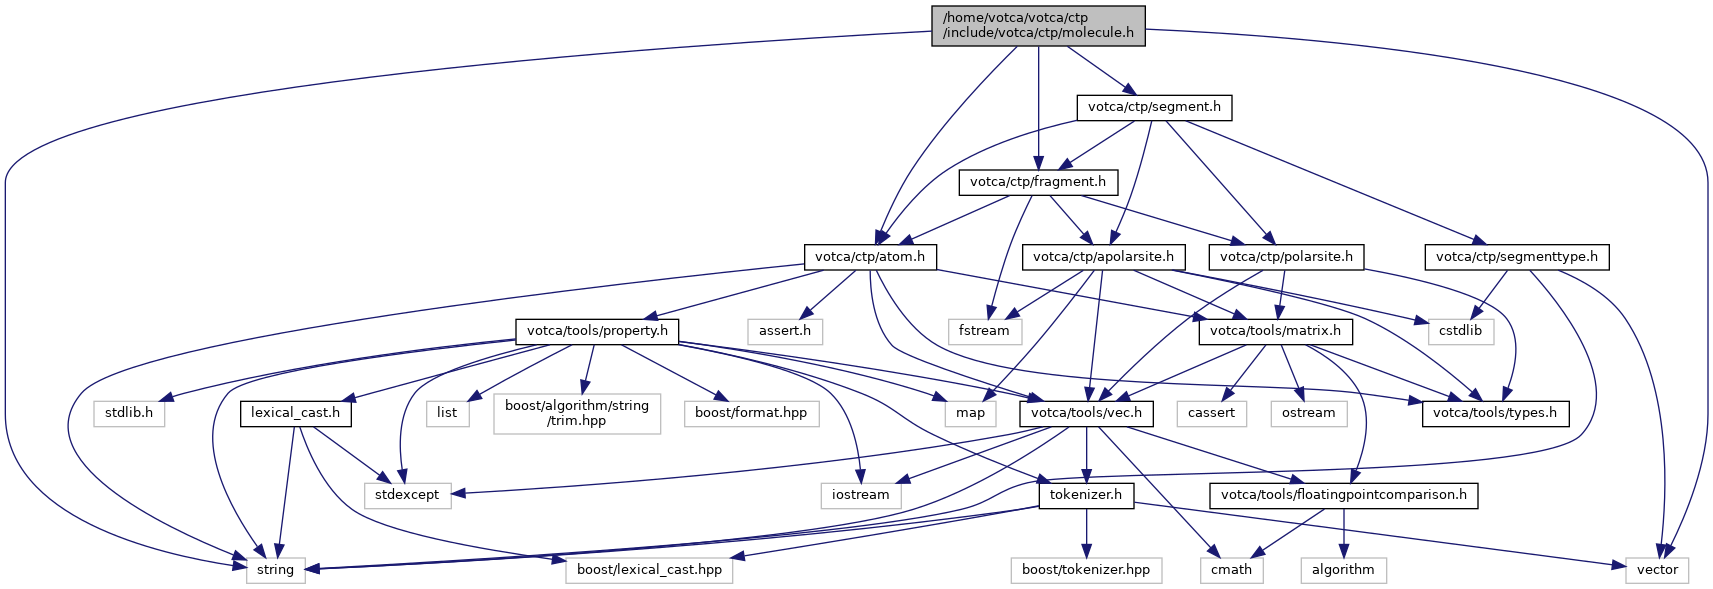 /home/votca/votca/ctp
/include/votca/ctp/molecule.h
votca/ctp/segment.h
votca/ctp/fragment.h
votca/ctp/atom.h
votca/ctp/apolarsite.h
votca/ctp/polarsite.h
votca/ctp/segmenttype.h
votca/tools/property.h
assert.h
fstream
votca/tools/matrix.h
cstdlib
stdlib.h
lexical_cast.h
list
boost/algorithm/string
/trim.hpp
boost/format.hpp
map
votca/tools/vec.h
cassert
ostream
votca/tools/types.h
stdexcept
iostream
tokenizer.h
votca/tools/floatingpointcomparison.h
string
boost/lexical_cast.hpp
boost/tokenizer.hpp
cmath
algorithm
vector